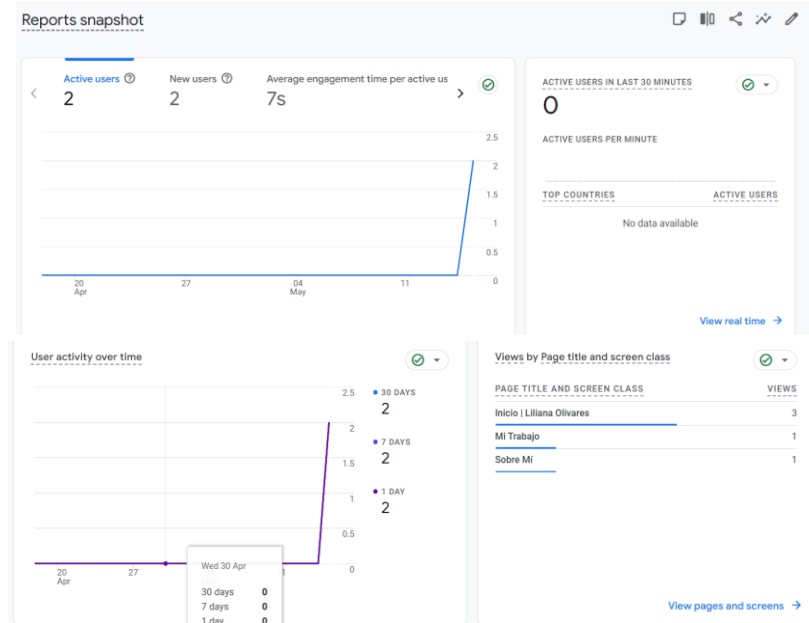 Reports snapshot
Active users
2
New users
2
Average engagement time per active us
7s
2.5
2
1.5
1
0.5
0
20
Apr
27
04
May
11
ACTIVE USERS IN LAST 30 MINUTES
0
ACTIVE USERS PER MINUTE
TOP COUNTRIES ACTIVE USERS
No data available
View real time
User activity over time
2.5
2
1.5
1
0.5
0
20
Apr
27
1
30 DAYS
2
7 DAYS
2
1 DAY
2
Wed 30 Apr
30 days 0
7 days 0
1 day 0
Views by Page title and screen class
PAGE TITLE AND SCREEN CLASS VIEWS
Inicio | Liliana Olivares 3
Mi Trabajo 1
Sobre Mí 1
View pages and screens